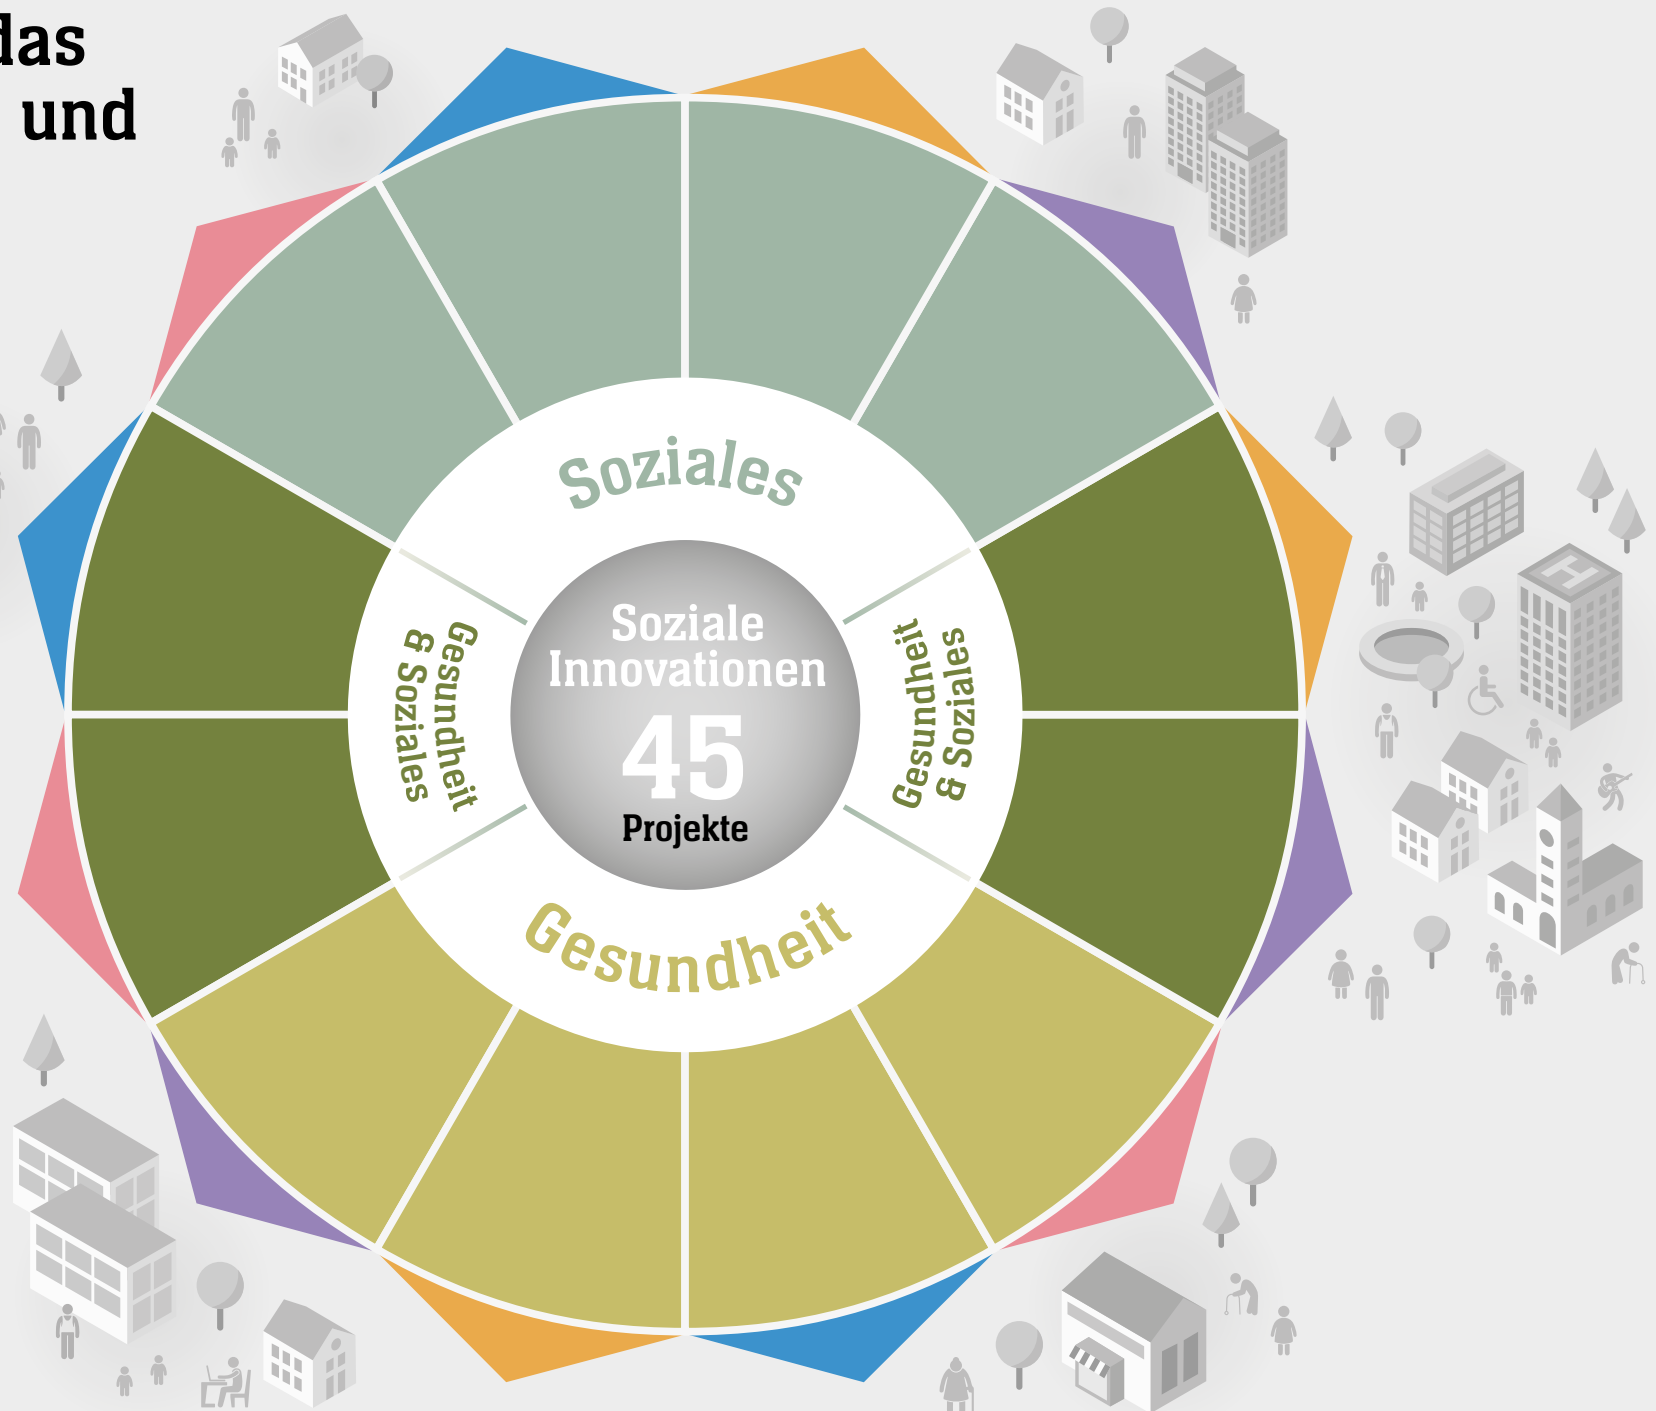 das
und
Soziales
Gesundheit
& Soziales
Soziale
Innovationen
45
Projekte
Gesundheit
& Soziales
Gesundheit
H